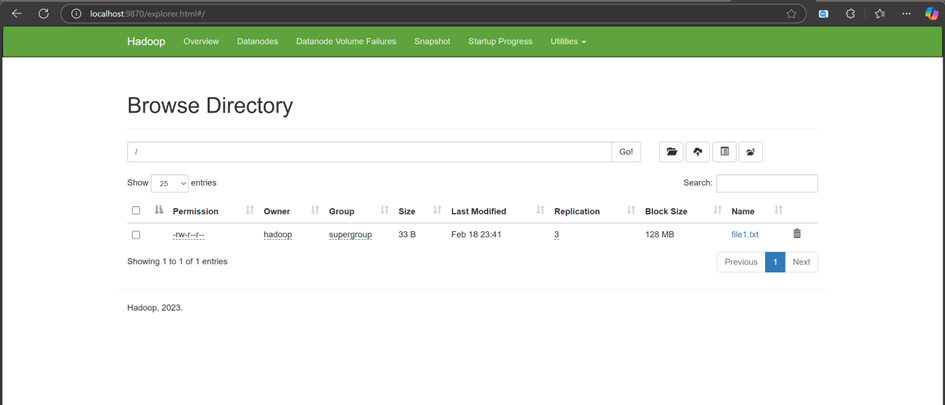 localhost:9870/explorer.html#/
Hadoop Overview Datanodes Datanode Volume Failures Snapshot Startup Progress Utilities
Browse Directory
/ Go!
Show 25 entries Search:
Permission Owner Group Size Last Modified Replication Block Size Name
-rw-r--r-- hadoop supergroup 33 B Feb 18 23:41 3 128 MB file1.txt
Showing 1 to 1 of 1 entries Previous 1 Next
Hadoop, 2023.